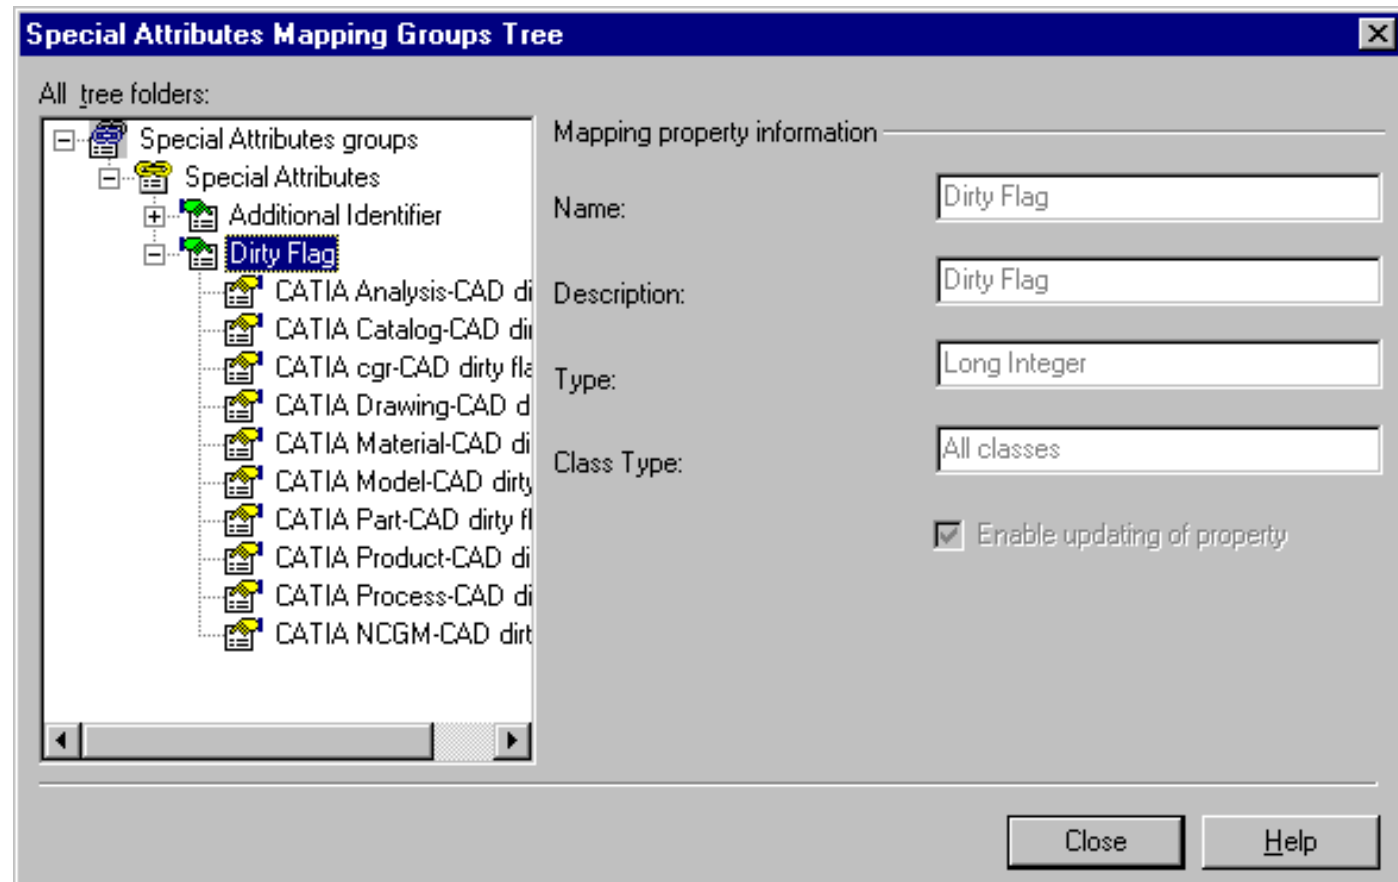 Special Attributes Mapping Groups Tree
All tree folders:
Special Attributes groups
Special Attributes
Additional Identifier
Dirty Flag
CATIA Analysis-CAD di
CATIA Catalog-CAD di
CATIA cgr-CAD dirty fla
CATIA Drawing-CAD d
CATIA Material-CAD di
CATIA Model-CAD dirty
CATIA Part-CAD dirty fl
CATIA Product-CAD di
CATIA Process-CAD di
CATIA NCGM-CAD dirt
Mapping property information
Name: Dirty Flag
Description: Dirty Flag
Type: Long Integer
Class Type: All classes
Enable updating of property
Close Help